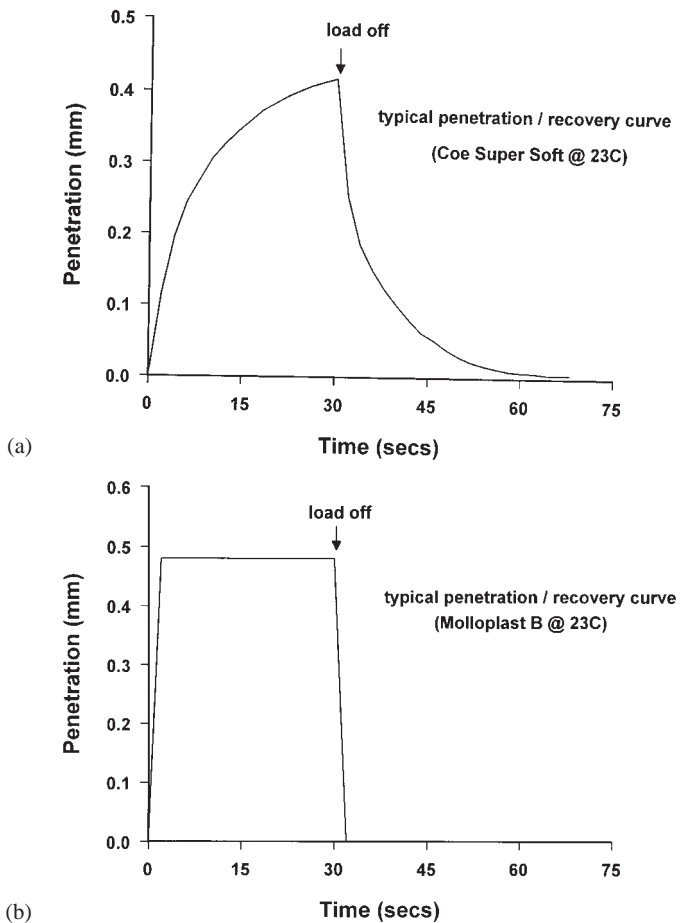 0.5
load off
0.4
typical penetration / recovery curve
(Coe Super Soft @ 23C)
0.3
Penetration (mm)
0.2
0.1
0.0
0 15 30 45 60 75
(a)
Time (secs)
0.6
load off
0.5
typical penetration / recovery curve
(Molloplast B @ 23C)
0.4
Penetration (mm)
0.3
0.2
0.1
0.0
0 15 30 45 60 75
(b)
Time (secs)